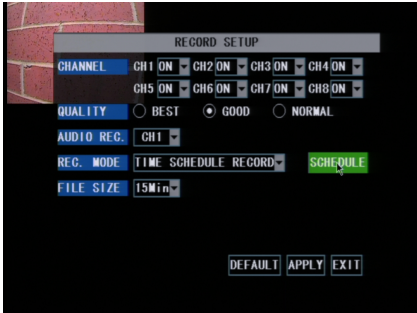 RECORD SETUP
CHANNEL CH1 ON CH2 ON CH3 ON CH4 ON
CH5 ON CH6 ON CH7 ON CH8 ON
QUALITY BEST GOOD NORMAL
AUDIO REC. CH1
REC. MODE TIME SCHEDULE RECORD SCHEDULE
FILE SIZE 15Min
DEFAULT APPLY EXIT